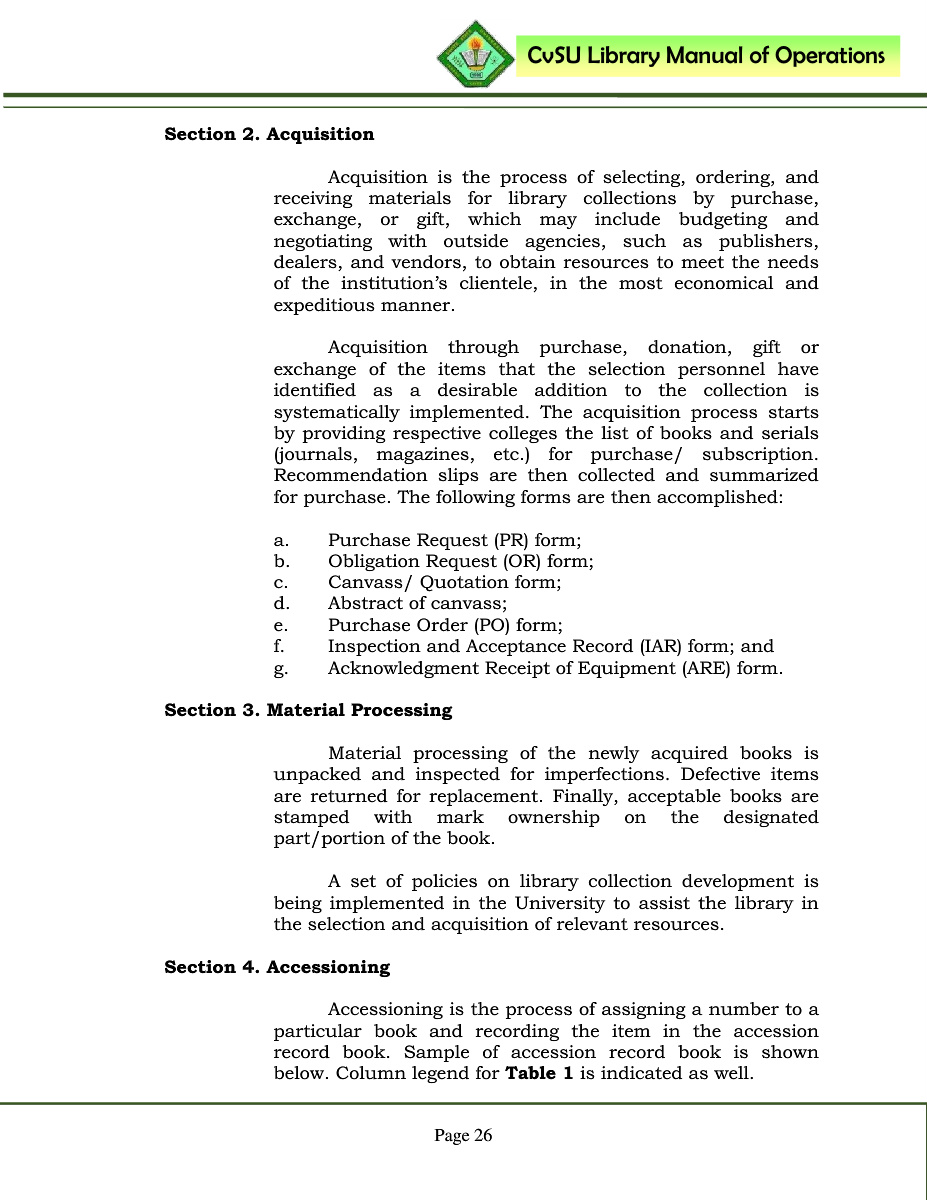 CvSU Library Manual of Operations
Section 2. Acquisition
Acquisition is the process of selecting, ordering, and
receiving materials for library collections by purchase,
exchange, or gift, which may include budgeting and
negotiating with outside agencies, such as publishers,
dealers, and vendors, to obtain resources to meet the needs
of the institution’s clientele, in the most economical and
expeditious manner.
Acquisition through purchase, donation, gift or
exchange of the items that the selection personnel have
identified as a desirable addition to the collection is
systematically implemented. The acquisition process starts
by providing respective colleges the list of books and serials
(journals, magazines, etc.) for purchase/ subscription.
Recommendation slips are then collected and summarized
for purchase. The following forms are then accomplished:
a. Purchase Request (PR) form;
b. Obligation Request (OR) form;
c. Canvass/ Quotation form;
d. Abstract of canvass;
e. Purchase Order (PO) form;
f. Inspection and Acceptance Record (IAR) form; and
g. Acknowledgment Receipt of Equipment (ARE) form.
Section 3. Material Processing
Material processing of the newly acquired books is
unpacked and inspected for imperfections. Defective items
are returned for replacement. Finally, acceptable books are
stamped with mark ownership on the designated
part/portion of the book.
A set of policies on library collection development is
being implemented in the University to assist the library in
the selection and acquisition of relevant resources.
Section 4. Accessioning
Accessioning is the process of assigning a number to a
particular book and recording the item in the accession
record book. Sample of accession record book is shown
below. Column legend for Table 1 is indicated as well.
Page 26